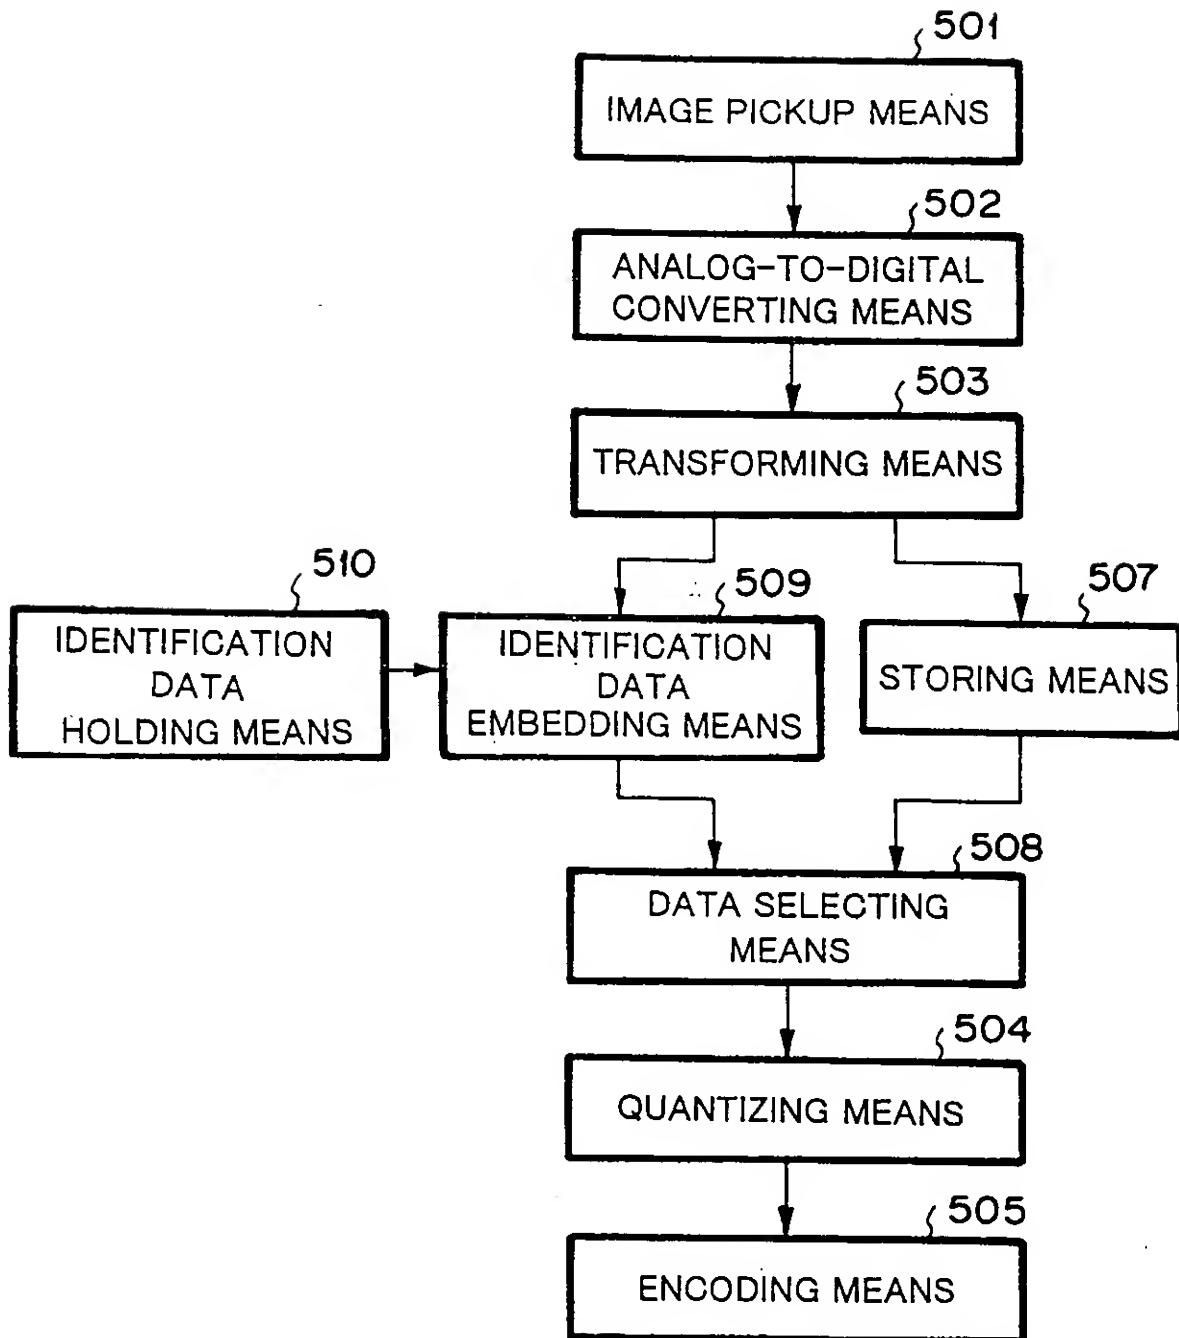 501
IMAGE PICKUP MEANS
502
ANALOG-TO-DIGITAL
CONVERTING MEANS
503
TRANSFORMING MEANS
510
IDENTIFICATION
DATA
HOLDING MEANS
509
IDENTIFICATION
DATA
EMBEDDING MEANS
507
STORING MEANS
508
DATA SELECTING
MEANS
504
QUANTIZING MEANS
505
ENCODING MEANS